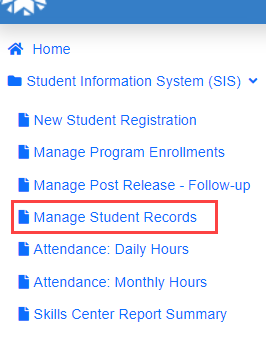 Home
Student Information System (SIS)
New Student Registration
Manage Program Enrollments
Manage Post Release - Follow-up
Manage Student Records
Attendance: Daily Hours
Attendance: Monthly Hours
Skills Center Report Summary